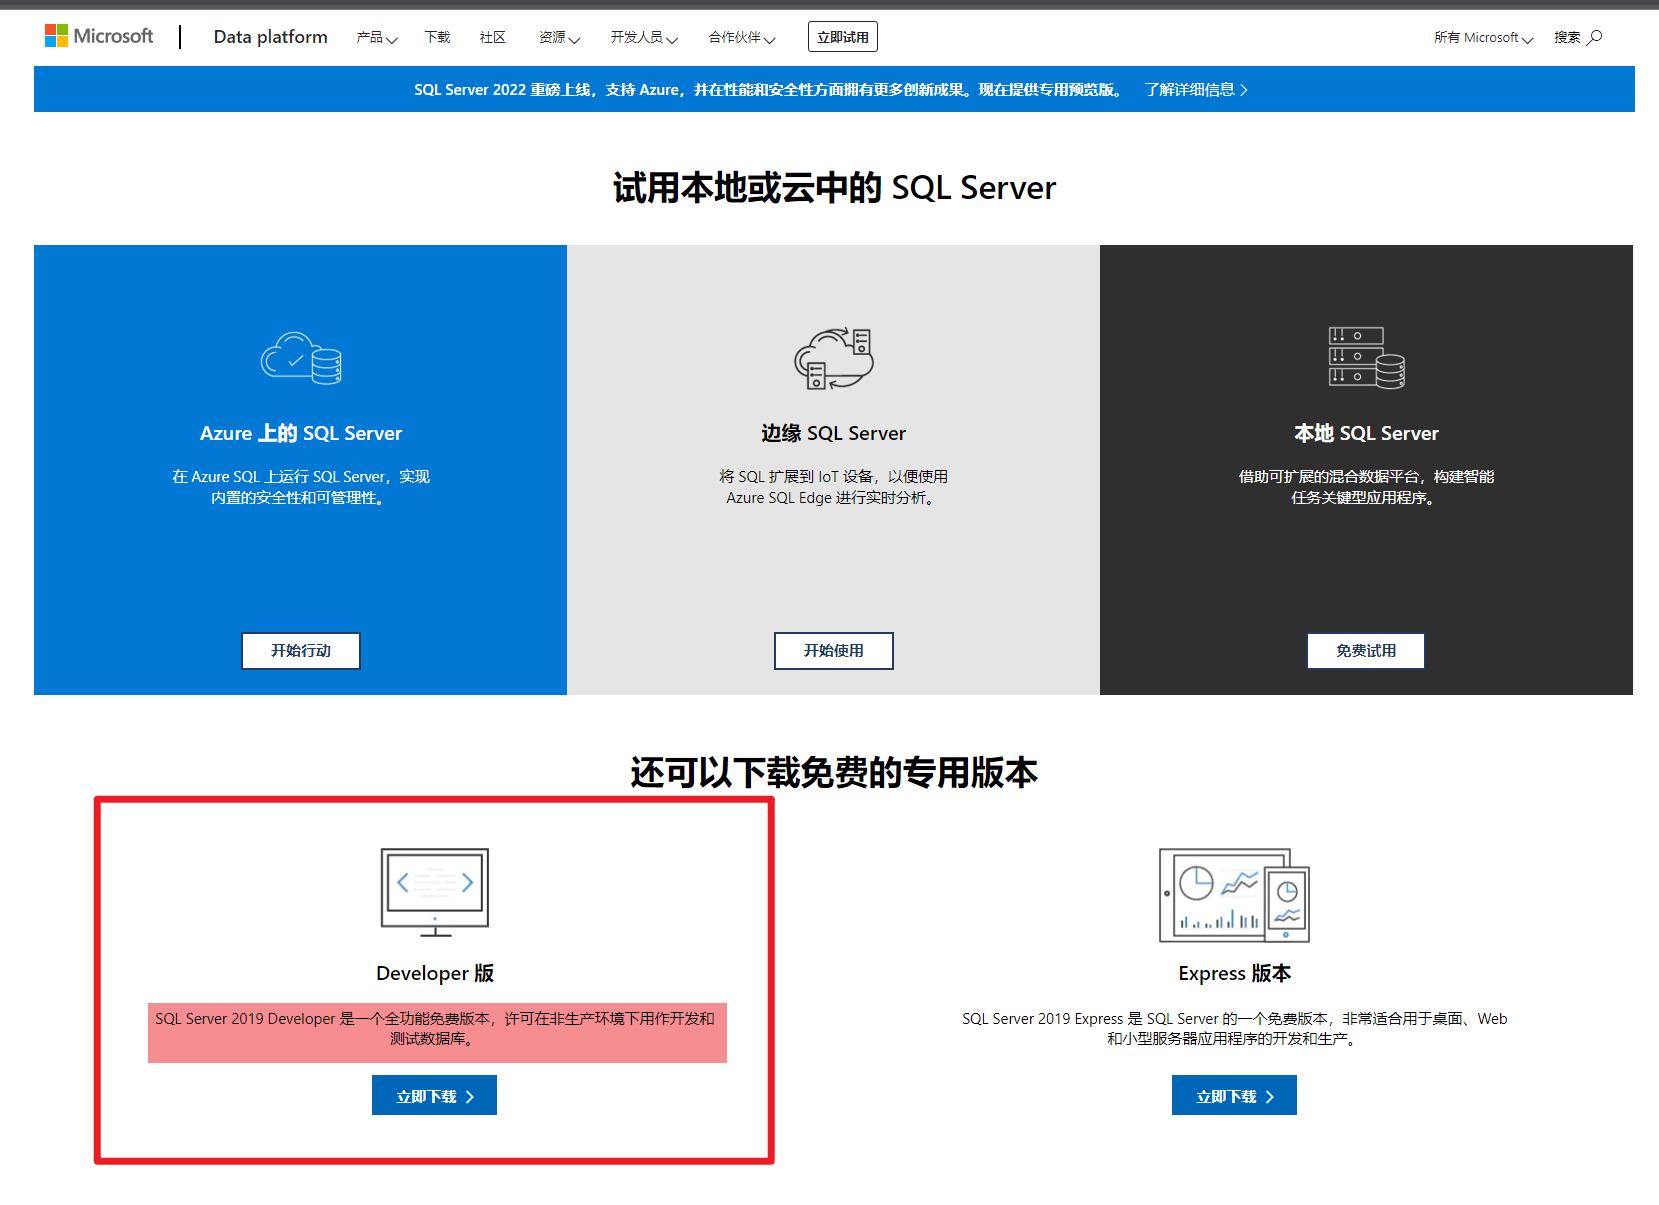 Microsoft Data platform 产品 下载 社区 资源 开发人员 合作伙伴 立即试用 所有 Microsoft 搜索
SQL Server 2022 重磅上线，支持 Azure，并在性能和安全性方面拥有更多创新成果。现在提供专用预览版。 了解详细信息
试用本地或云中的 SQL Server
Azure 上的 SQL Server
在 Azure SQL 上运行 SQL Server，实现
内置的安全性和可管理性。
开始行动
边缘 SQL Server
将 SQL 扩展到 IoT 设备，以便使用
Azure SQL Edge 进行实时分析。
开始使用
本地 SQL Server
借助可扩展的混合数据平台，构建智能
任务关键型应用程序。
免费试用
还可以下载免费的专用版本
Developer 版
SQL Server 2019 Developer 是一个全功能免费版本，许可在非生产环境下用作开发和
测试数据库。
立即下载
Express 版本
SQL Server 2019 Express 是 SQL Server 的一个免费版本，非常适合用于桌面、Web
和小型服务器应用程序的开发和生产。
立即下载